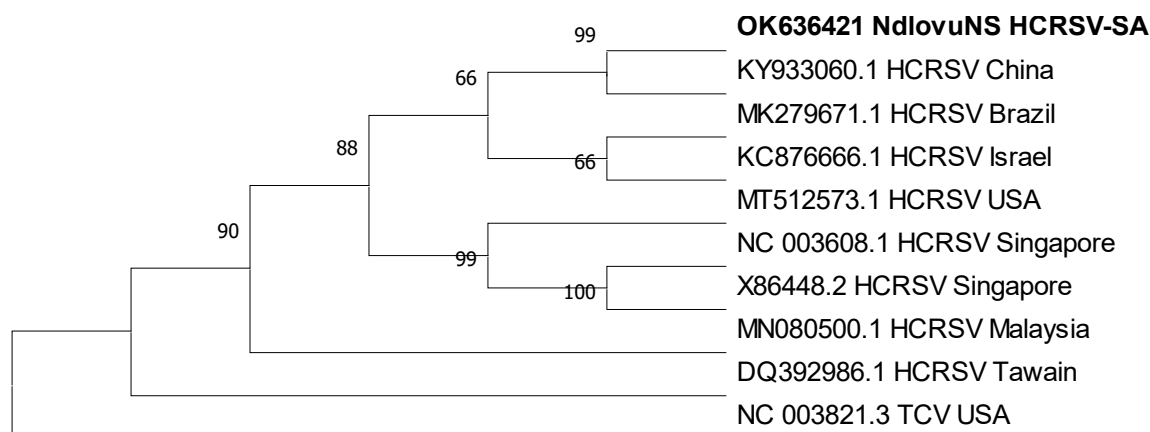 OK636421 NdlovuNS HCRSV-SA
99
KY933060.1 HCRSV China
66
MK279671.1 HCRSV Brazil
88
KC876666.1 HCRSV Israel
66
MT512573.1 HCRSV USA
90
NC 003608.1 HCRSV Singapore
99
X86448.2 HCRSV Singapore
100
MN080500.1 HCRSV Malaysia
DQ392986.1 HCRSV Tawain
NC 003821.3 TCV USA